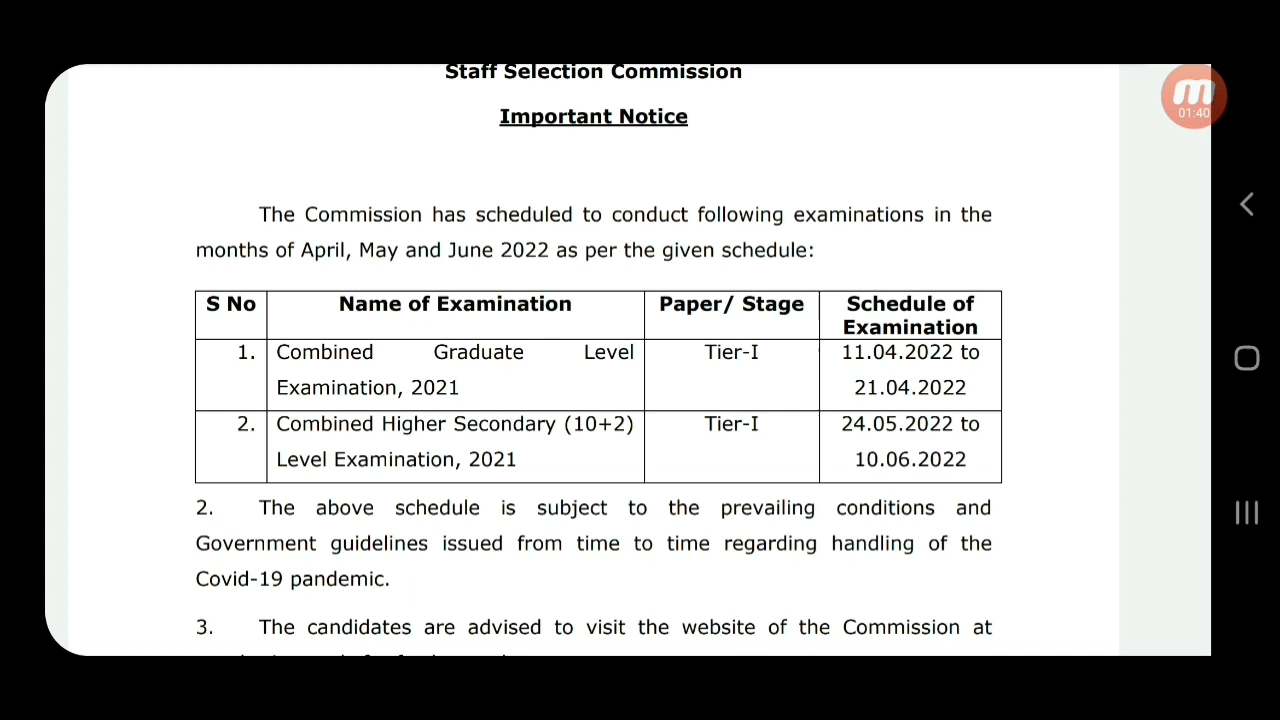 Staff Selection Commission
Important Notice
01:40
The Commission has scheduled to conduct following examinations in the
months of April, May and June 2022 as per the given schedule:
S No Name of Examination Paper/ Stage Schedule of
Examination
1. Combined Graduate Level Tier-I 11.04.2022 to
Examination, 2021 21.04.2022
2. Combined Higher Secondary (10+2) Tier-I 24.05.2022 to
Level Examination, 2021 10.06.2022
2. The above schedule is subject to the prevailing conditions and
Government guidelines issued from time to time regarding handling of the
Covid-19 pandemic.
3. The candidates are advised to visit the website of the Commission at